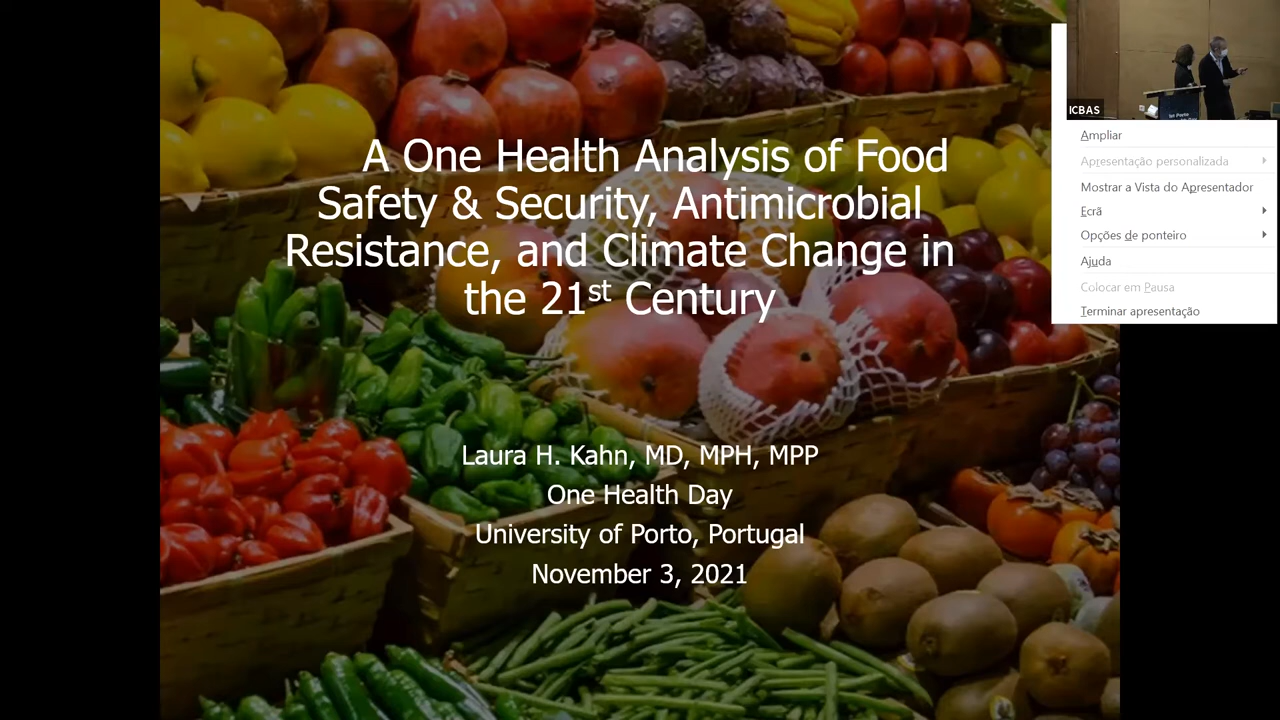 A One Health Analysis of Food
Safety & Security, Antimicrobial
Resistance, and Climate Change in
the 21st Century
Laura H. Kahn, MD, MPH, MPP
One Health Day
University of Porto, Portugal
November 3, 2021
ICBAS
Ampliar
Apresentação personalizada
Mostrar a Vista do Apresentador
Ecrã
Opções de ponteiro
Ajuda
Colocar em Pausa
Terminar apresentação